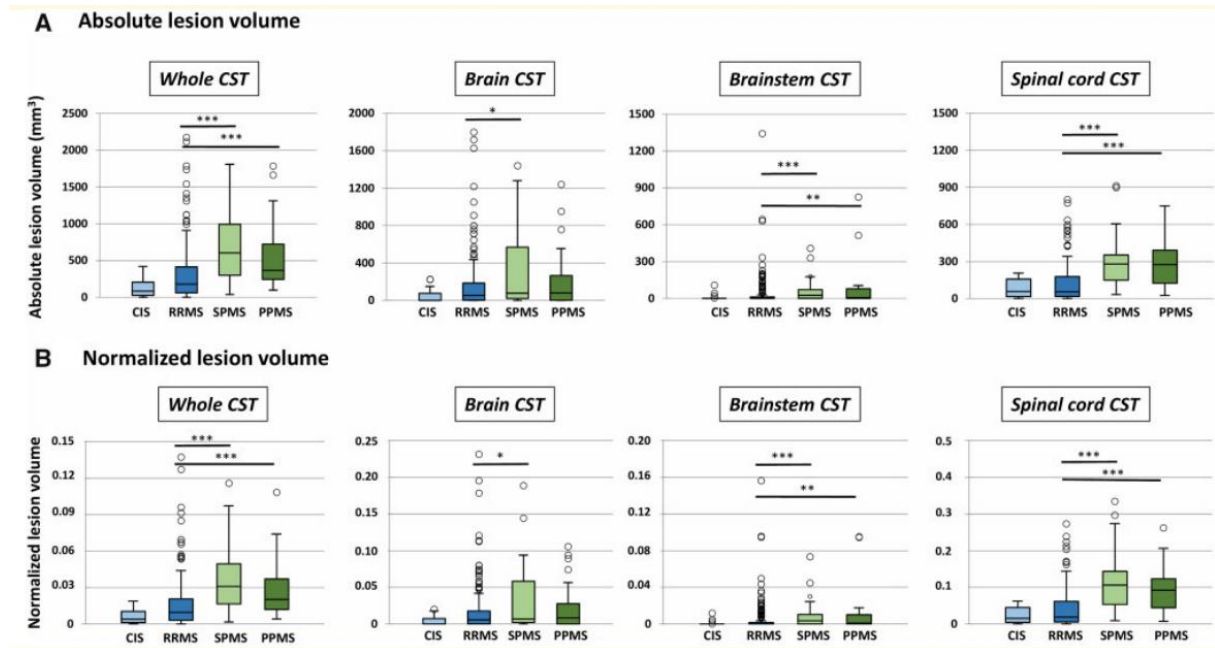 A Absolute lesion volume
Whole CST Brain CST Brainstem CST Spinal cord CST
Absolute lesion volume (mm³)
2500 2000 1500 1000 500 0
*** ***
CIS RRMS SPMS PPMS
2000 1600 1200 800 400 0
*
CIS RRMS SPMS PPMS
1500 1200 900 600 300 0
*** **
CIS RRMS SPMS PPMS
1500 1200 900 600 300 0
*** ***
CIS RRMS SPMS PPMS
B Normalized lesion volume
Whole CST Brain CST Brainstem CST Spinal cord CST
Normalized lesion volume
0.15 0.12 0.09 0.06 0.03 0
*** ***
CIS RRMS SPMS PPMS
0.25 0.20 0.15 0.10 0.05 0
*
CIS RRMS SPMS PPMS
0.20 0.16 0.12 0.08 0.04 0
*** **
CIS RRMS SPMS PPMS
0.5 0.4 0.3 0.2 0.1 0
*** ***
CIS RRMS SPMS PPMS